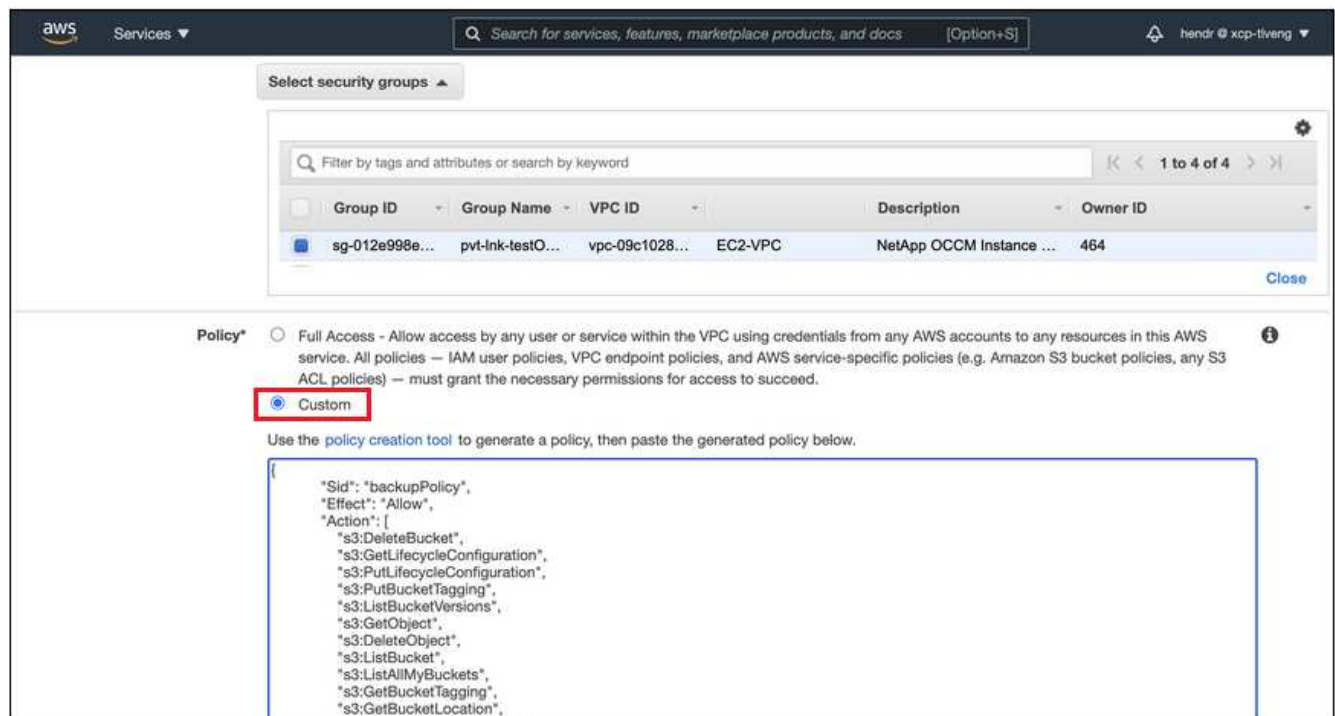 aws Services ▼ Search for services, features, marketplace products, and docs [Option+S] hendr @ xcp-tlveng ▼
Select security groups ▲
Filter by tags and attributes or search by keyword |< < 1 to 4 of 4 > >|
Group ID Group Name VPC ID Description Owner ID
sg-012e998e... pvt-lnk-testO... vpc-09c1028... EC2-VPC NetApp OCCM Instance ... 464
Close
Policy* Full Access - Allow access by any user or service within the VPC using credentials from any AWS accounts to any resources in this AWS
service. All policies — IAM user policies, VPC endpoint policies, and AWS service-specific policies (e.g. Amazon S3 bucket policies, any S3
ACL policies) — must grant the necessary permissions for access to succeed.
Custom
Use the policy creation tool to generate a policy, then paste the generated policy below.
{
"Sid": "backupPolicy",
"Effect": "Allow",
"Action": [
"s3:DeleteBucket",
"s3:GetLifecycleConfiguration",
"s3:PutLifecycleConfiguration",
"s3:PutBucketTagging",
"s3:ListBucketVersions",
"s3:GetObject",
"s3:DeleteObject",
"s3:ListBucket",
"s3:ListAllMyBuckets",
"s3:GetBucketTagging",
"s3:GetBucketLocation",